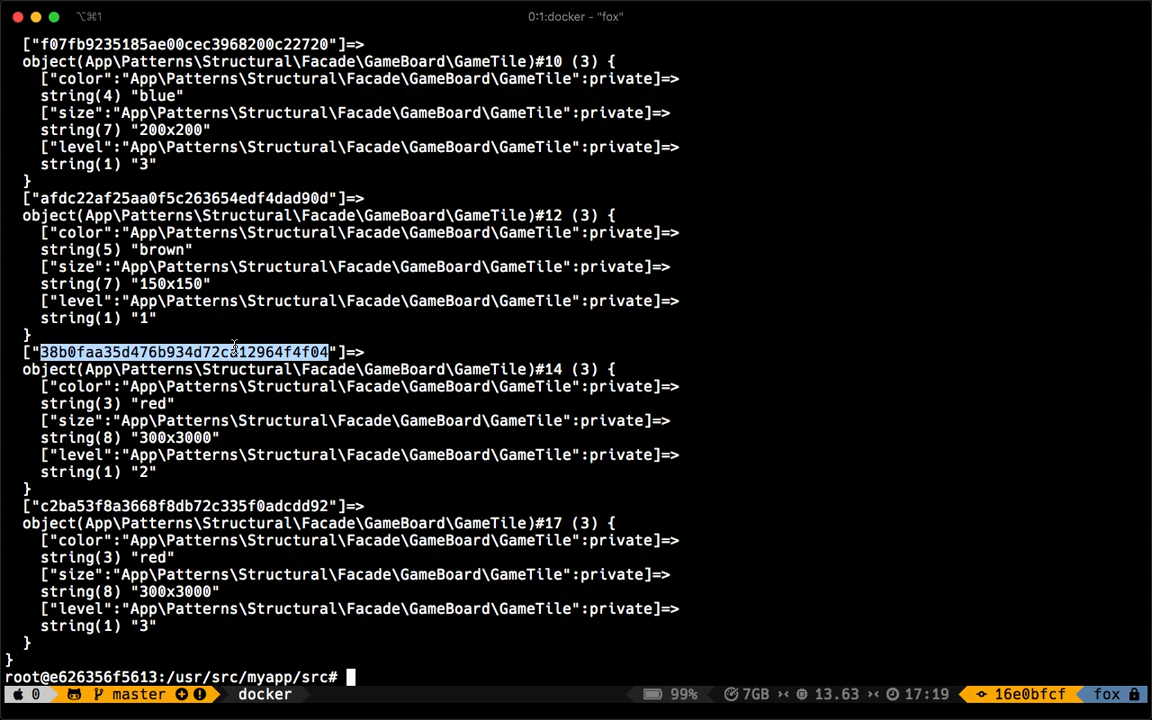 ⌥⌘1
0:1:docker - "fox"
["f07fb9235185ae00cec3968200c22720"]=>
object(App\Patterns\Structural\Facade\GameBoard\GameTile)#10 (3) {
["color":"App\Patterns\Structural\Facade\GameBoard\GameTile":private]=>
string(4) "blue"
["size":"App\Patterns\Structural\Facade\GameBoard\GameTile":private]=>
string(7) "200x200"
["level":"App\Patterns\Structural\Facade\GameBoard\GameTile":private]=>
string(1) "3"
}
["afdc22af25aa0f5c263654edf4dad90d"]=>
object(App\Patterns\Structural\Facade\GameBoard\GameTile)#12 (3) {
["color":"App\Patterns\Structural\Facade\GameBoard\GameTile":private]=>
string(5) "brown"
["size":"App\Patterns\Structural\Facade\GameBoard\GameTile":private]=>
string(7) "150x150"
["level":"App\Patterns\Structural\Facade\GameBoard\GameTile":private]=>
string(1) "1"
}
["38b0faa35d476b934d72ca12964f4f04"]=>
object(App\Patterns\Structural\Facade\GameBoard\GameTile)#14 (3) {
["color":"App\Patterns\Structural\Facade\GameBoard\GameTile":private]=>
string(3) "red"
["size":"App\Patterns\Structural\Facade\GameBoard\GameTile":private]=>
string(8) "300x3000"
["level":"App\Patterns\Structural\Facade\GameBoard\GameTile":private]=>
string(1) "2"
}
["c2ba53f8a3668f8db72c335f0adcdd92"]=>
object(App\Patterns\Structural\Facade\GameBoard\GameTile)#17 (3) {
["color":"App\Patterns\Structural\Facade\GameBoard\GameTile":private]=>
string(3) "red"
["size":"App\Patterns\Structural\Facade\GameBoard\GameTile":private]=>
string(8) "300x3000"
["level":"App\Patterns\Structural\Facade\GameBoard\GameTile":private]=>
string(1) "3"
}
}
root@e626356f5613:/usr/src/myapp/src#
0 master docker 99% 7GB 13.63 17:19 16e0bfcf fox